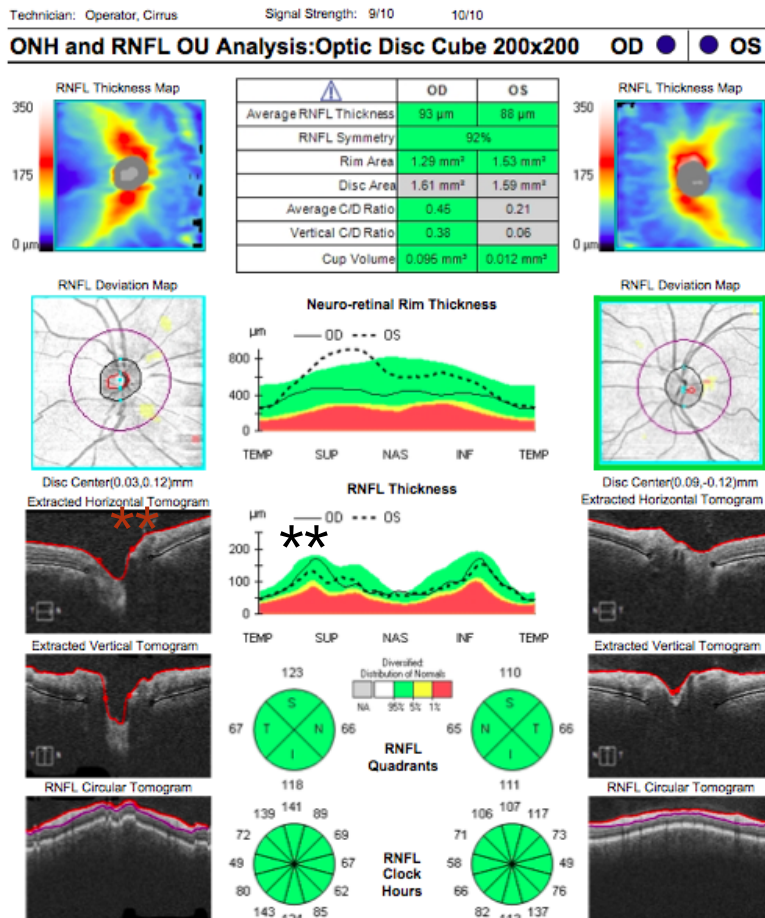 Technician: Operator, Cirrus Signal Strength: 9/10 10/10
ONH and RNFL OU Analysis:Optic Disc Cube 200x200 OD OS
RNFL Thickness Map
350
175
0 µm
OD OS
Average RNFL Thickness 93 µm 88 µm
RNFL Symmetry 92%
Rim Area 1.29 mm² 1.53 mm²
Disc Area 1.61 mm² 1.59 mm²
Average C/D Ratio 0.45 0.21
Vertical C/D Ratio 0.38 0.06
Cup Volume 0.095 mm³ 0.012 mm³
RNFL Thickness Map
350
175
0 µm
RNFL Deviation Map
Disc Center(0.03,0.12)mm
Neuro-retinal Rim Thickness
µm OD OS
800
400
0
TEMP SUP NAS INF TEMP
RNFL Deviation Map
Disc Center(0.09,-0.12)mm
Extracted Horizontal Tomogram
**
T N
RNFL Thickness
µm OD OS
**
200
100
0
TEMP SUP NAS INF TEMP
Extracted Horizontal Tomogram
Extracted Vertical Tomogram
Diversified:
Distribution of Normals
NA 95% 5% 1%
123
67 S T N I 66
118
RNFL
Quadrants
110
65 S N T I 66
111
Extracted Vertical Tomogram
RNFL Circular Tomogram
139 141 89
72 69
49 67
80 62
143 85
RNFL
Clock
Hours
106 107 117
71 73
58 49
66 76
82 137
RNFL Circular Tomogram